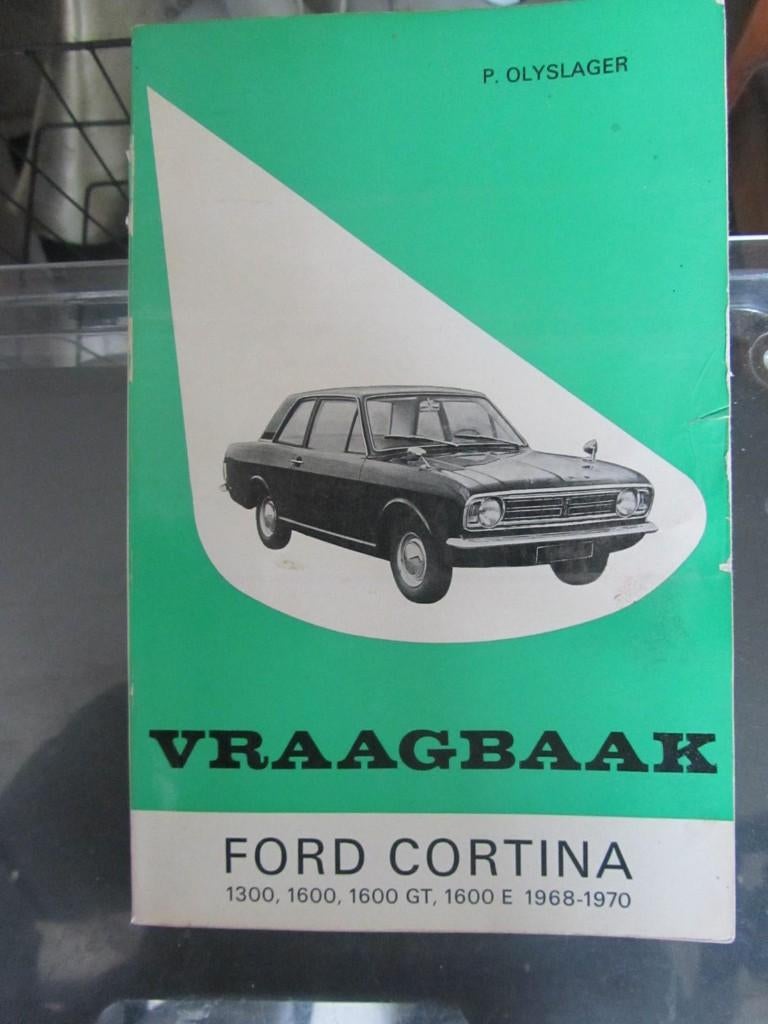 P. OLYSLAGER
VRAAGBAAK
FORD CORTINA
1300, 1600, 1600 GT, 1600 E 1968-1970